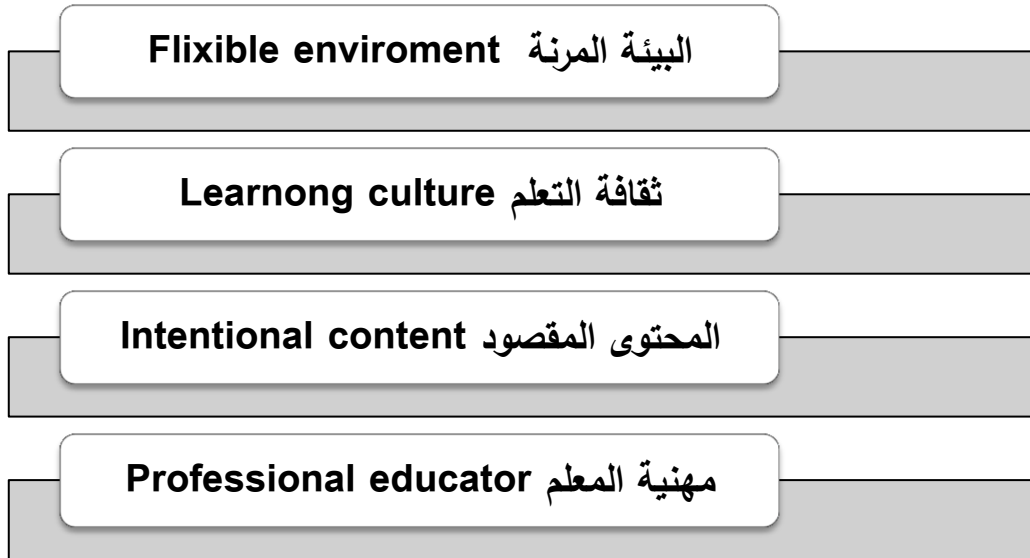 البيئة المرنة Flixible enviroment
ثقافة التعلم Learnong culture
المحتوى المقصود Intentional content
مهنية المعلم Professional educator